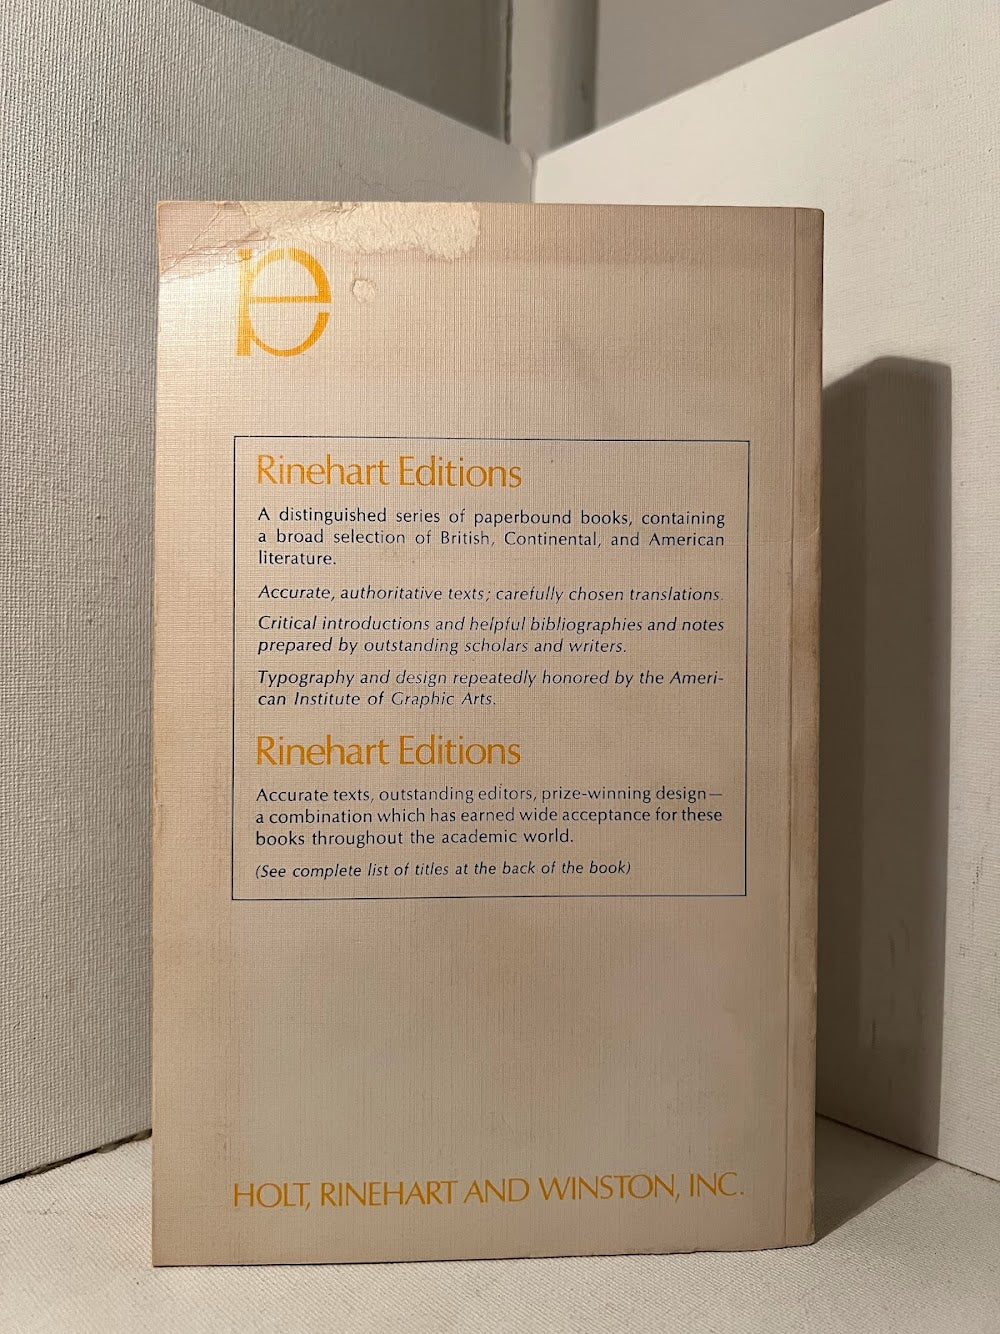 re
Rinehart Editions
A distinguished series of paperbound books, containing
a broad selection of British, Continental, and American
literature.
Accurate, authoritative texts; carefully chosen translations.
Critical introductions and helpful bibliographies and notes
prepared by outstanding scholars and writers.
Typography and design repeatedly honored by the Ameri-
can Institute of Graphic Arts.
Rinehart Editions
Accurate texts, outstanding editors, prize-winning design—
a combination which has earned wide acceptance for these
books throughout the academic world.
(See complete list of titles at the back of the book)
HOLT, RINEHART AND WINSTON, INC.